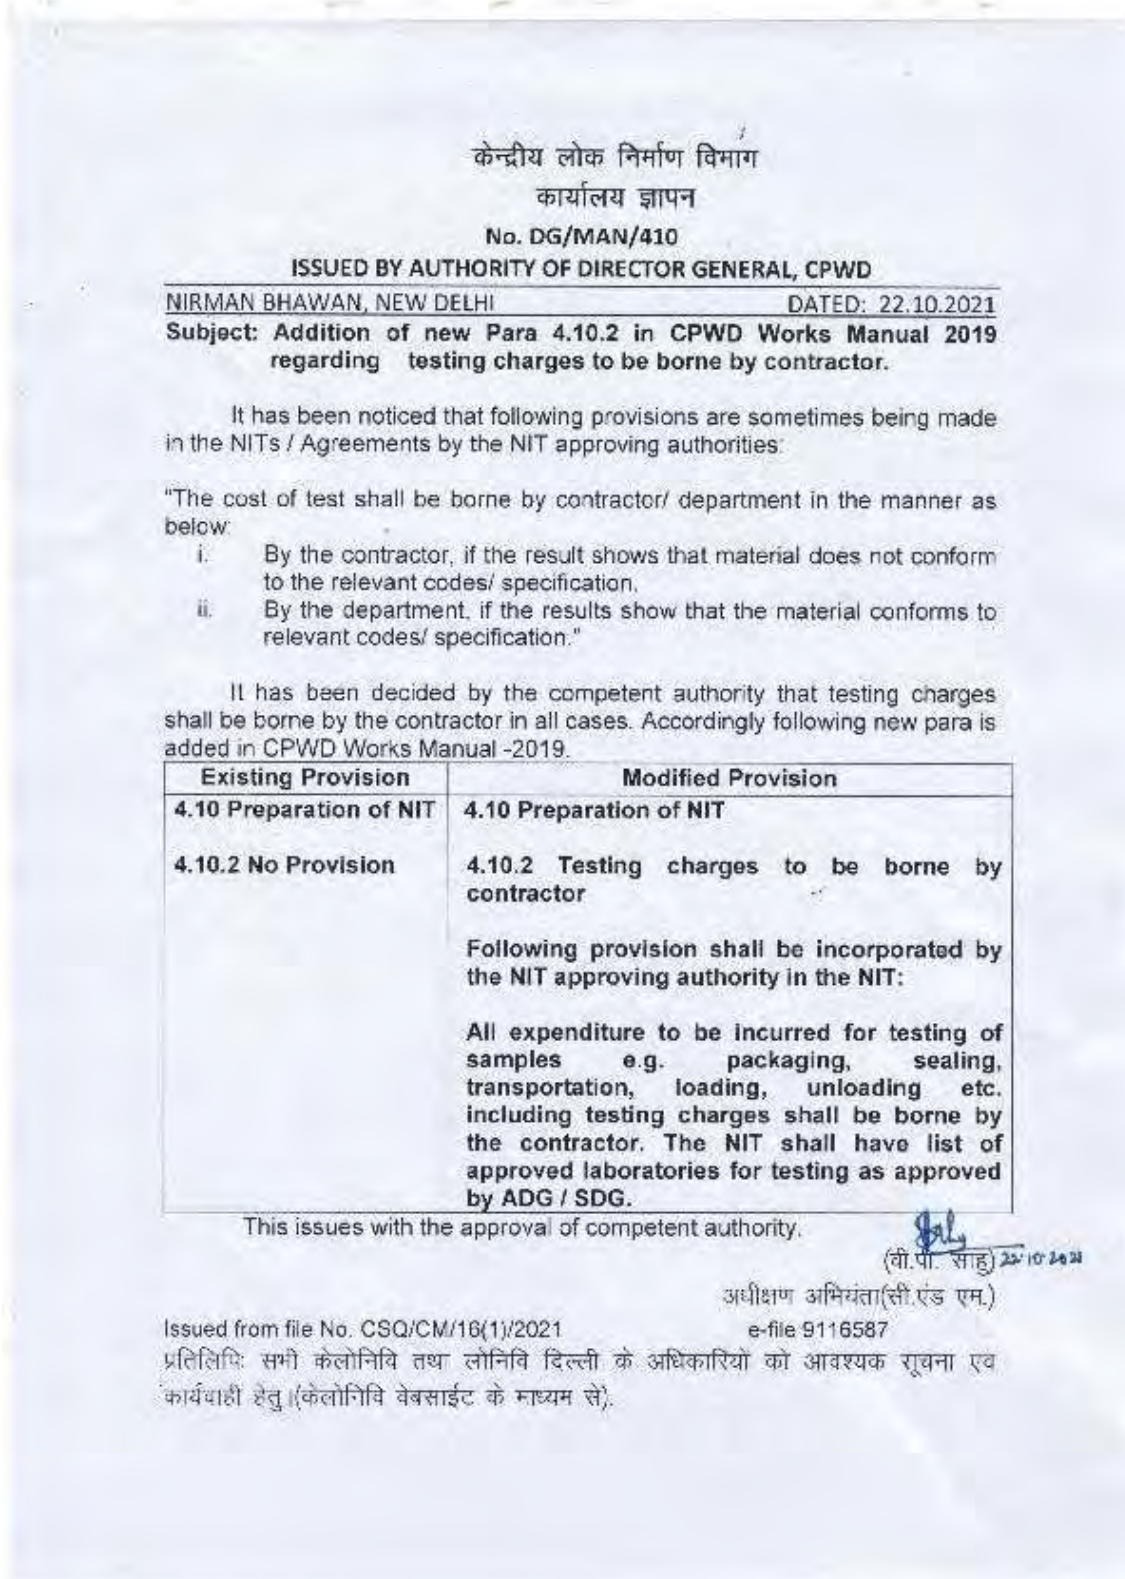 केन्द्रीय लोक निर्माण विभाग
कार्यालय ज्ञापन
No. DG/MAN/410
ISSUED BY AUTHORITY OF DIRECTOR GENERAL, CPWD
NIRMAN BHAWAN, NEW DELHI DATED: 22.10.2021
Subject: Addition of new Para 4.10.2 in CPWD Works Manual 2019
regarding testing charges to be borne by contractor.
It has been noticed that following provisions are sometimes being made
in the NITs / Agreements by the NIT approving authorities:
"The cost of test shall be borne by contractor/ department in the manner as
below:
i. By the contractor, if the result shows that material does not conform
to the relevant codes/ specification.
ii. By the department, if the results show that the material conforms to
relevant codes/ specification."
It has been decided by the competent authority that testing charges
shall be borne by the contractor in all cases. Accordingly following new para is
added in CPWD Works Manual -2019.
Existing Provision Modified Provision
4.10 Preparation of NIT 4.10 Preparation of NIT
4.10.2 No Provision 4.10.2 Testing charges to be borne by
contractor
Following provision shall be incorporated by
the NIT approving authority in the NIT:
All expenditure to be incurred for testing of
samples e.g. packaging, sealing,
transportation, loading, unloading etc.
including testing charges shall be borne by
the contractor. The NIT shall have list of
approved laboratories for testing as approved
by ADG / SDG.
This issues with the approval of competent authority.
(वी.पी. साहु) 22.10.2021
अधीक्षण अभियंता(सी.एंड एम.)
Issued from file No. CSQ/CM/16(1)/2021 e-file 9116587
प्रतिलिपिः सभी केलोनिवि तथा लोनिवि दिल्ली के अधिकारियों को आवश्यक सूचना एव
कार्यवाही हेतु।(केलोनिवि वेबसाईट के माध्यम से).